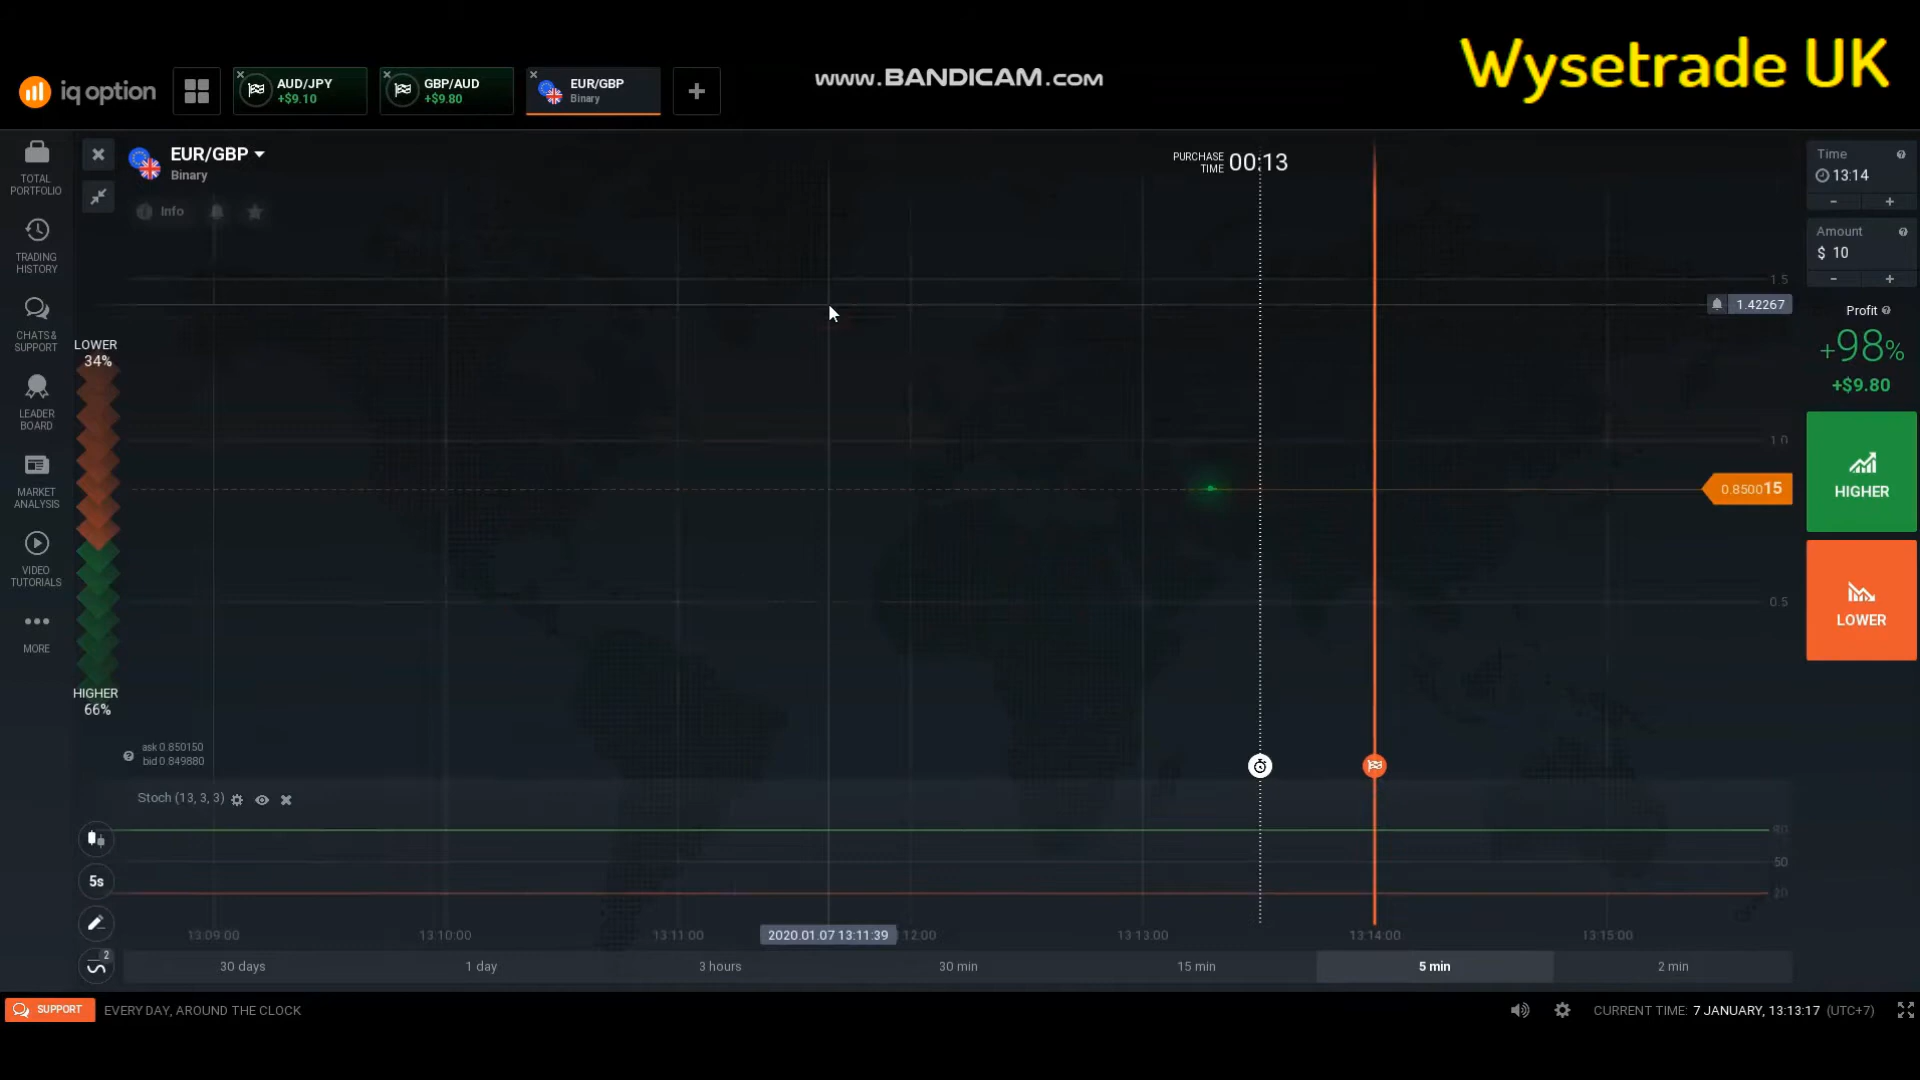 www.BANDICAM.com
Wysetrade UK
iq option
AUD/JPY
+$9.10
GBP/AUD
+$9.80
EUR/GBP
Binary
EUR/GBP
Binary
Info
PURCHASE
TIME
00:13
Time
13:14
- +
Amount
$ 10
- +
Profit
+98%
+$9.80
HIGHER
LOWER
TOTAL
PORTFOLIO
TRADING
HISTORY
CHATS &
SUPPORT
LEADER
BOARD
MARKET
ANALYSIS
VIDEO
TUTORIALS
MORE
LOWER
34%
HIGHER
66%
1.5
1.42267
1.0
0.850015
0.5
ask 0.850150
bid 0.849880
Stoch (13, 3, 3)
80
50
20
5s
2
13:09:00
13:10:00
13:11:00
2020.01.07 13:11:39
12:00
13:13:00
13:14:00
13:15:00
30 days
1 day
3 hours
30 min
15 min
5 min
2 min
SUPPORT
EVERY DAY, AROUND THE CLOCK
CURRENT TIME: 7 JANUARY, 13:13:17 (UTC+7)